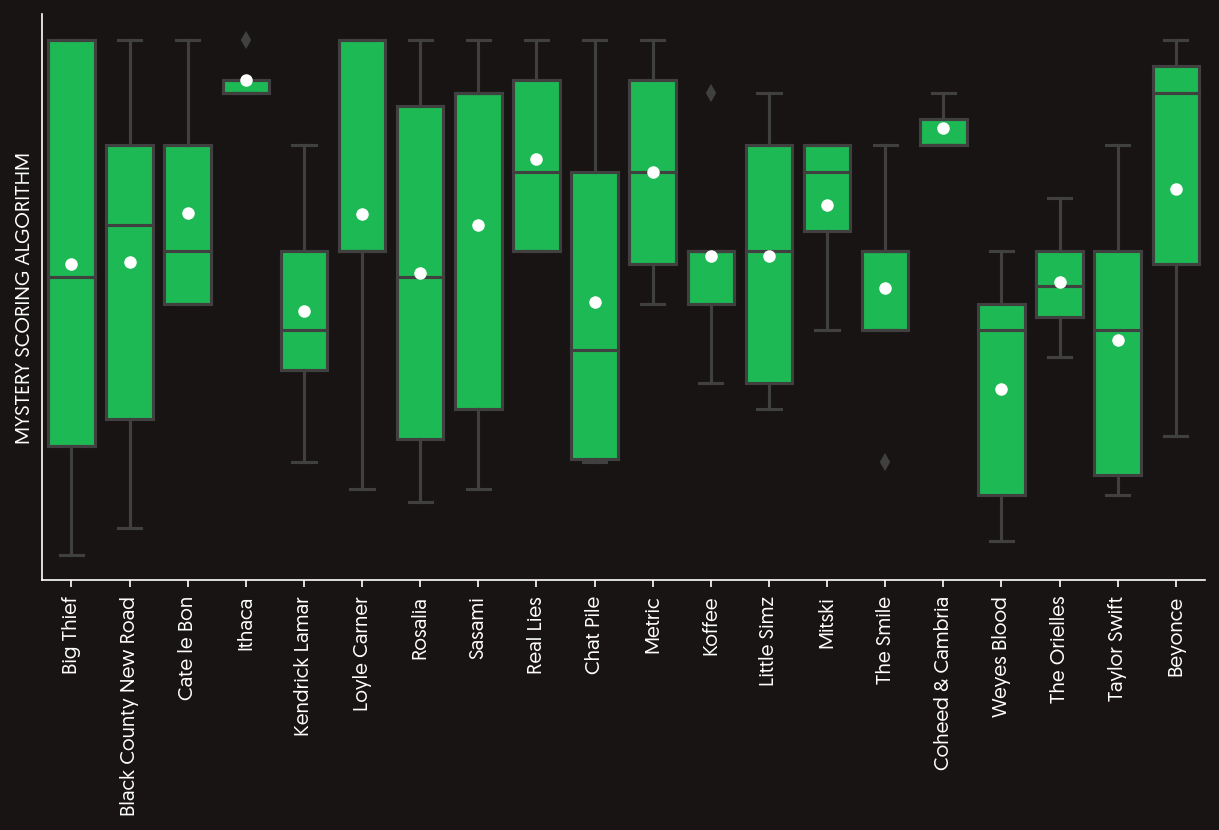 MYSTERY SCORING ALGORITHM
Big Thief
Black County New Road
Cate le Bon
Ithaca
Kendrick Lamar
Loyle Carner
Rosalia
Sasami
Real Lies
Chat Pile
Metric
Koffee
Little Simz
Mitski
The Smile
Coheed & Cambria
Weyes Blood
The Orielles
Taylor Swift
Beyonce